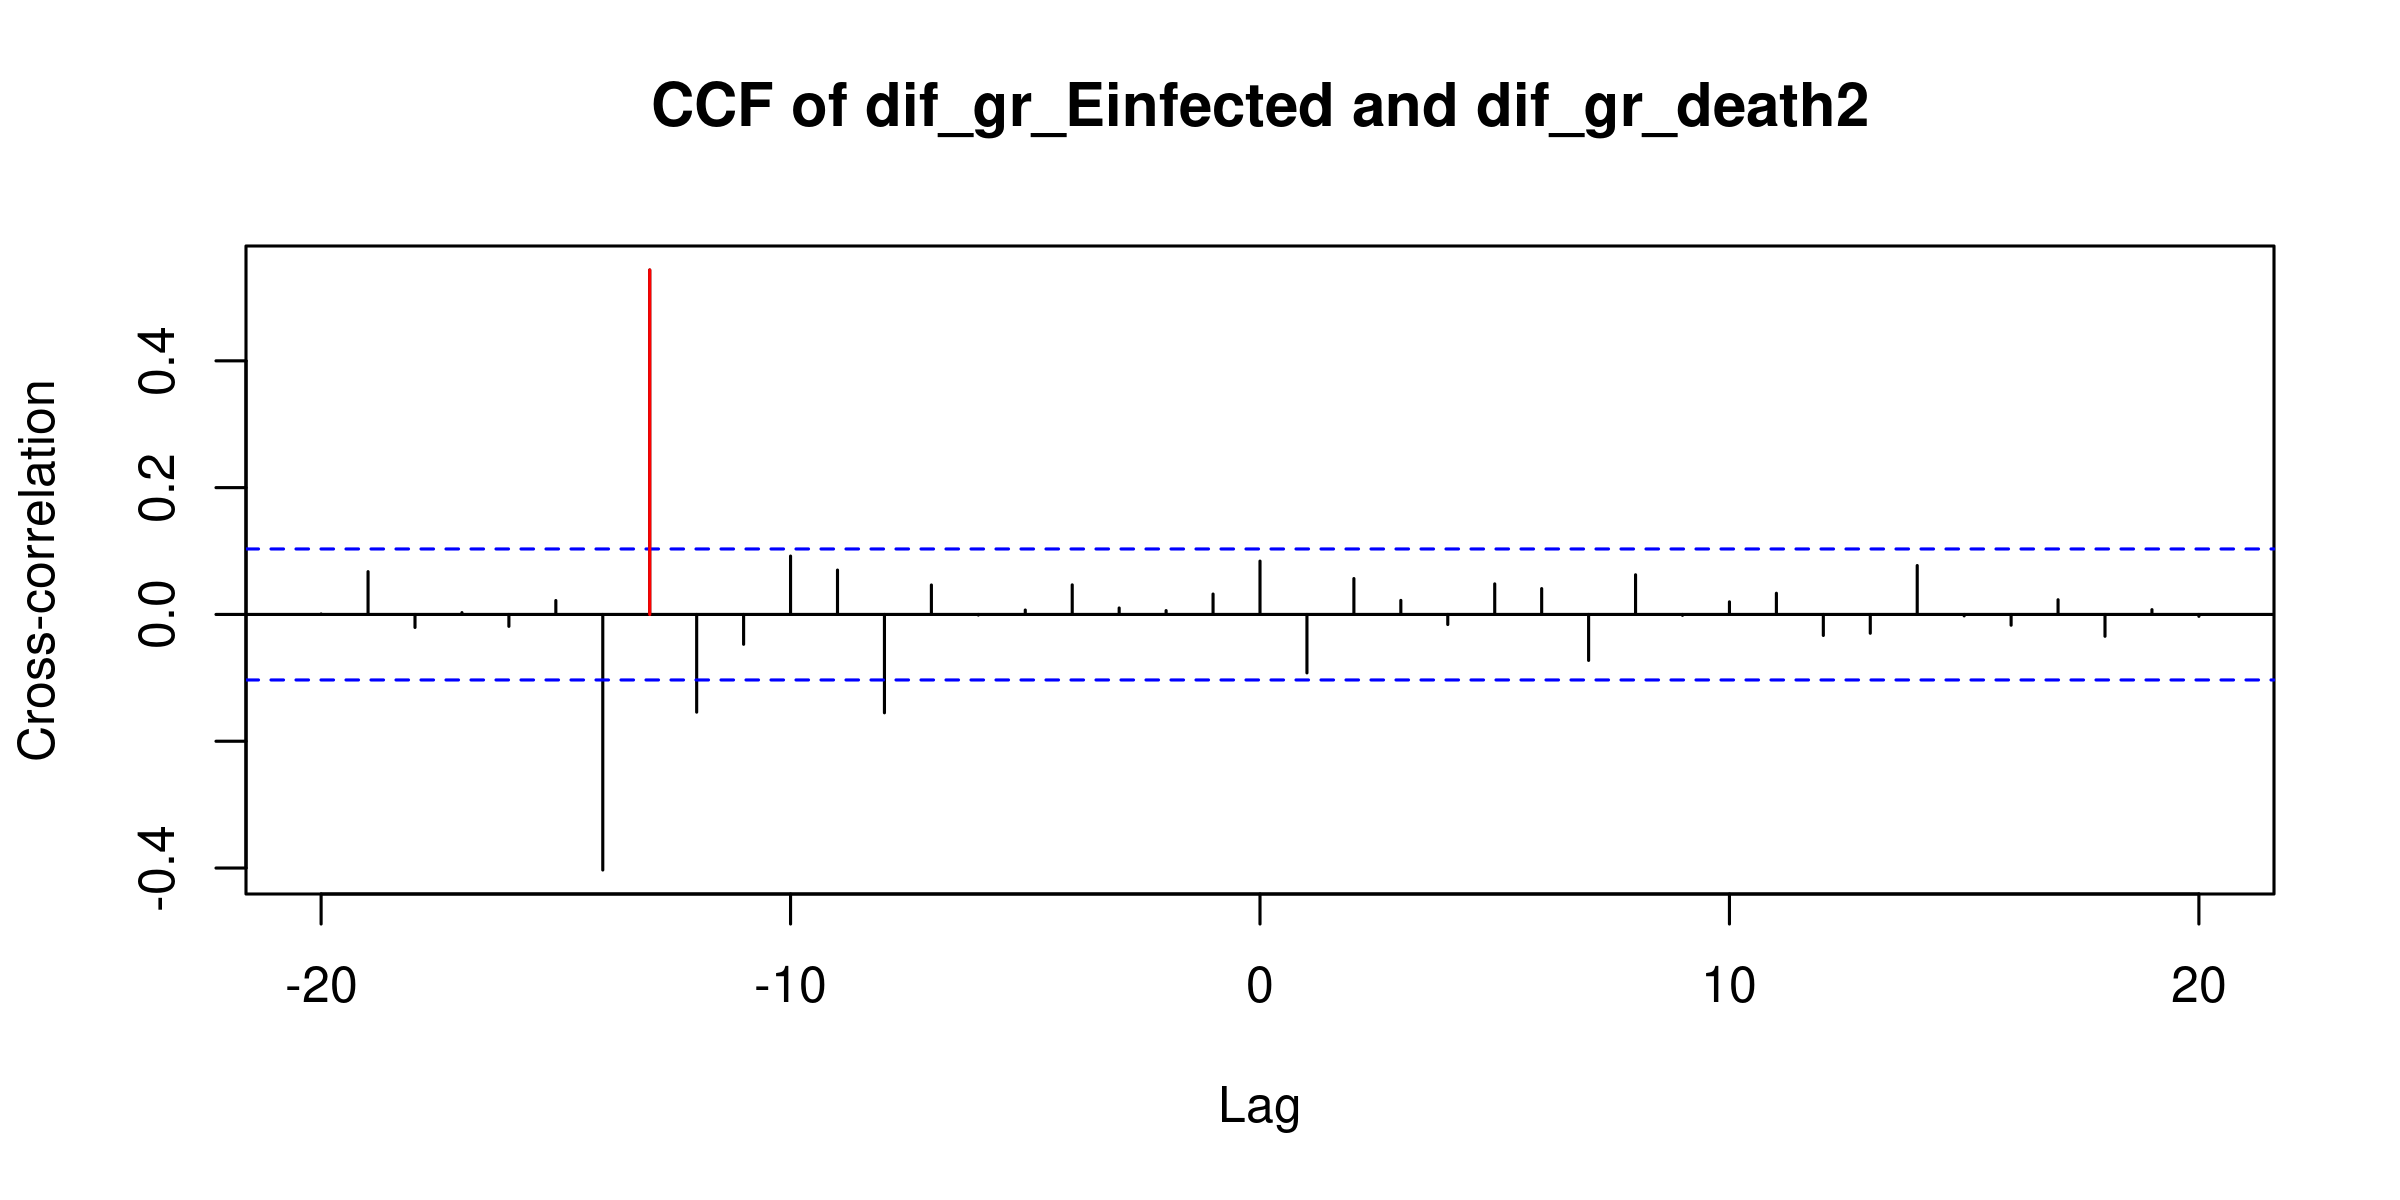 CCF of dif_gr_Einfected and dif_gr_death2
Cross-correlation
0.4
0.2
0.0
-0.4
-20 -10 0 10 20
Lag